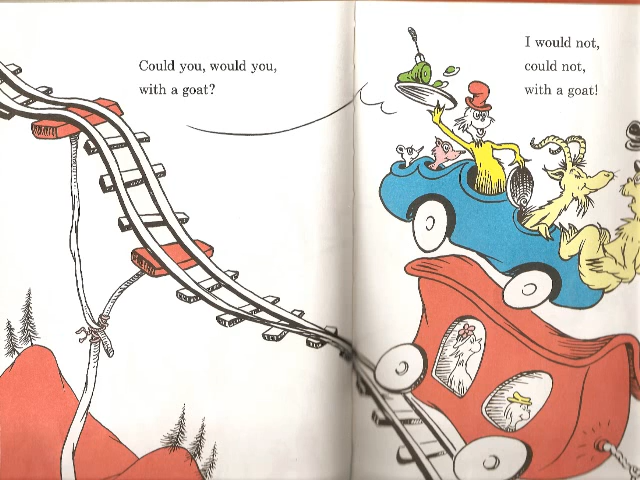 Could you, would you,
with a goat?
I would not,
could not,
with a goat!